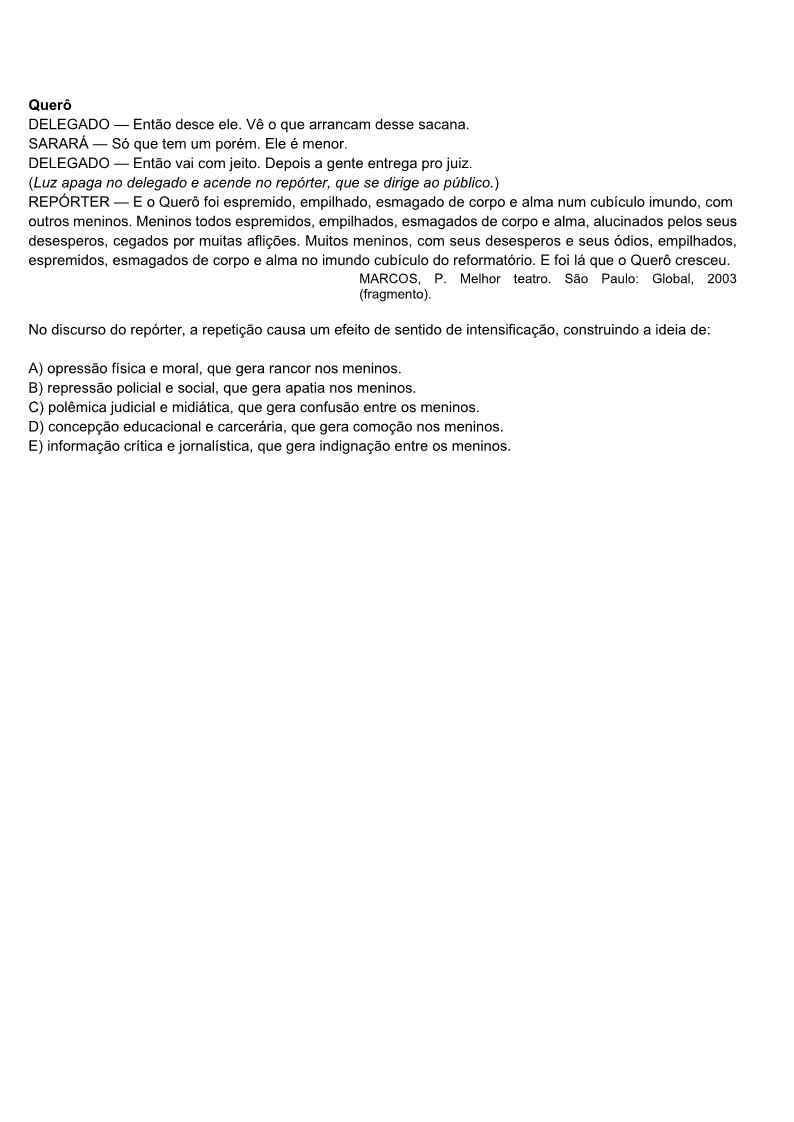 Querô
DELEGADO — Então desce ele. Vê o que arrancam desse sacana.
SARARÁ — Só que tem um porém. Ele é menor.
DELEGADO — Então vai com jeito. Depois a gente entrega pro juiz.
(Luz apaga no delegado e acende no repórter, que se dirige ao público.)
REPÓRTER — E o Querô foi espremido, empilhado, esmagado de corpo e alma num cubículo imundo, com
outros meninos. Meninos todos espremidos, empilhados, esmagados de corpo e alma, alucinados pelos seus
desesperos, cegados por muitas aflições. Muitos meninos, com seus desesperos e seus ódios, empilhados,
espremidos, esmagados de corpo e alma no imundo cubículo do reformatório. E foi lá que o Querô cresceu.
MARCOS, P. Melhor teatro. São Paulo: Global, 2003
(fragmento).
No discurso do repórter, a repetição causa um efeito de sentido de intensificação, construindo a ideia de:
A) opressão física e moral, que gera rancor nos meninos.
B) repressão policial e social, que gera apatia nos meninos.
C) polêmica judicial e midiática, que gera confusão entre os meninos.
D) concepção educacional e carcerária, que gera comoção nos meninos.
E) informação crítica e jornalística, que gera indignação entre os meninos.